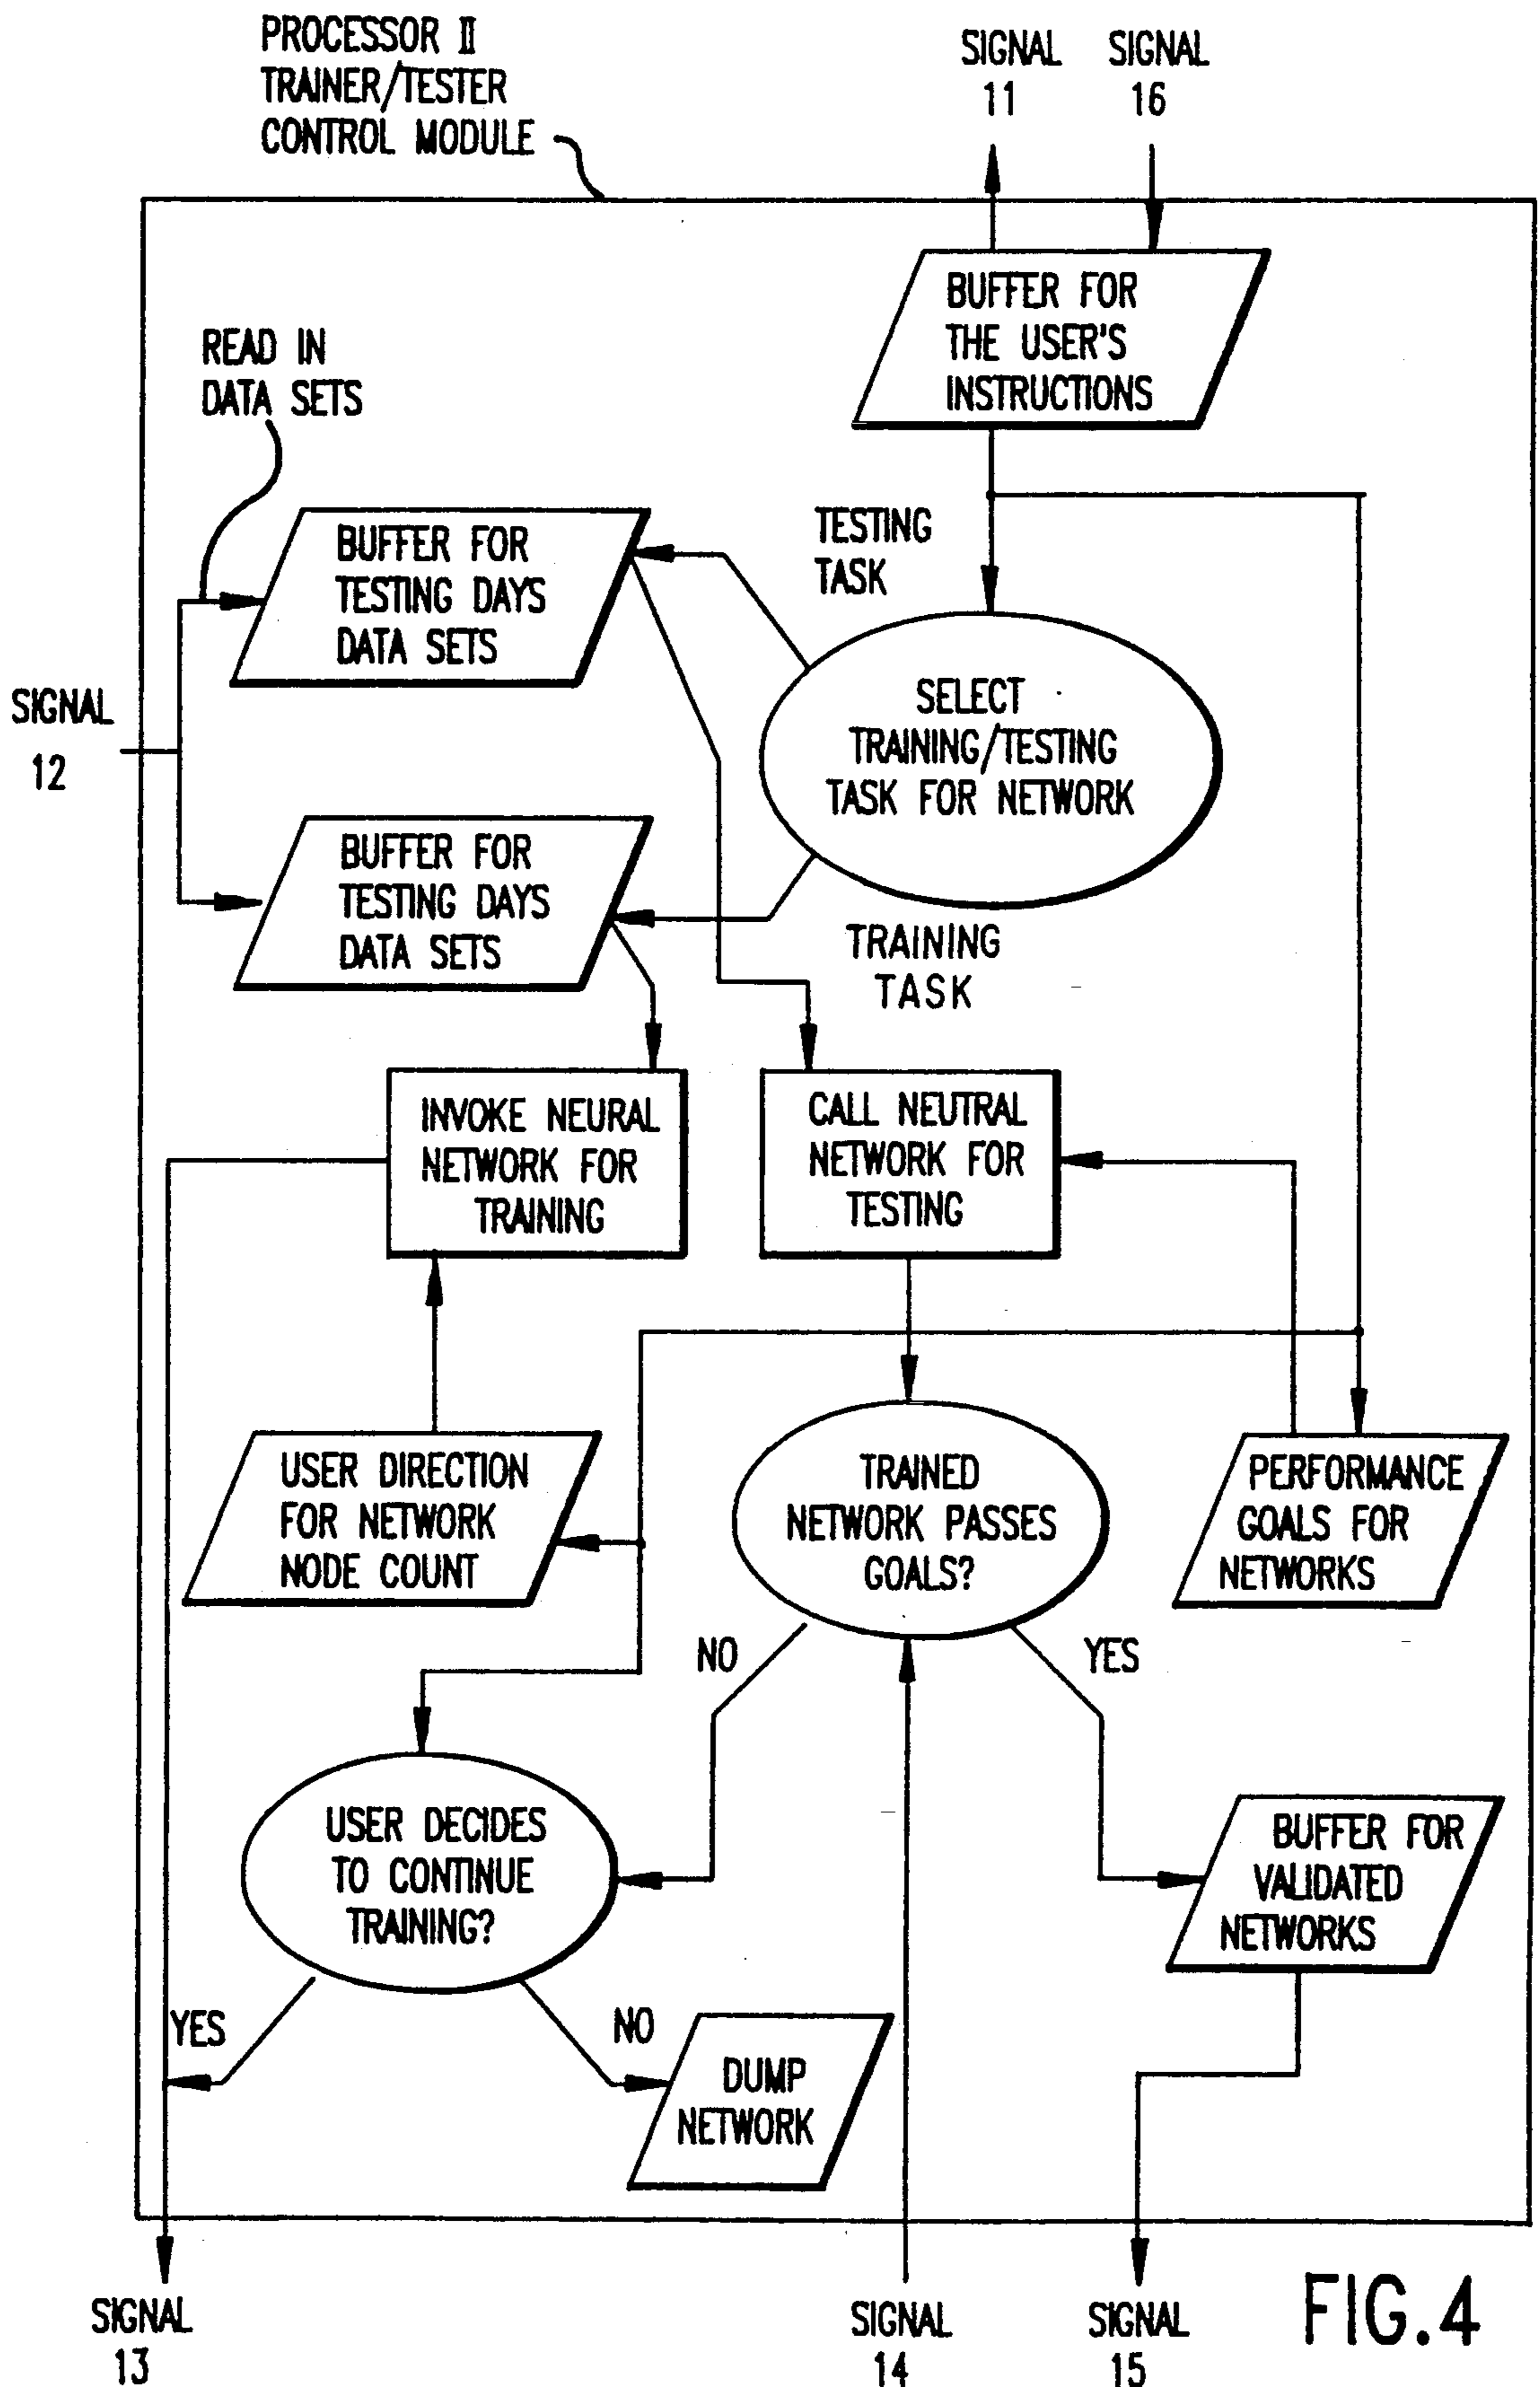 PROCESSOR II
TRAINER/TESTER
CONTROL MODULE
SIGNAL
11
SIGNAL
16
BUFFER FOR
THE USER'S
INSTRUCTIONS
READ IN
DATA SETS
BUFFER FOR
TESTING DAYS
DATA SETS
TESTING
TASK
SELECT
TRAINING/TESTING
TASK FOR NETWORK
SIGNAL
12
BUFFER FOR
TESTING DAYS
DATA SETS
TRAINING
TASK
INVOKE NEURAL
NETWORK FOR
TRAINING
CALL NEUTRAL
NETWORK FOR
TESTING
USER DIRECTION
FOR NETWORK
NODE COUNT
TRAINED
NETWORK PASSES
GOALS?
PERFORMANCE
GOALS FOR
NETWORKS
NO
YES
USER DECIDES
TO CONTINUE
TRAINING?
BUFFER FOR
VALIDATED
NETWORKS
YES
NO
DUMP
NETWORK
SIGNAL
13
SIGNAL
14
SIGNAL
15
FIG.4